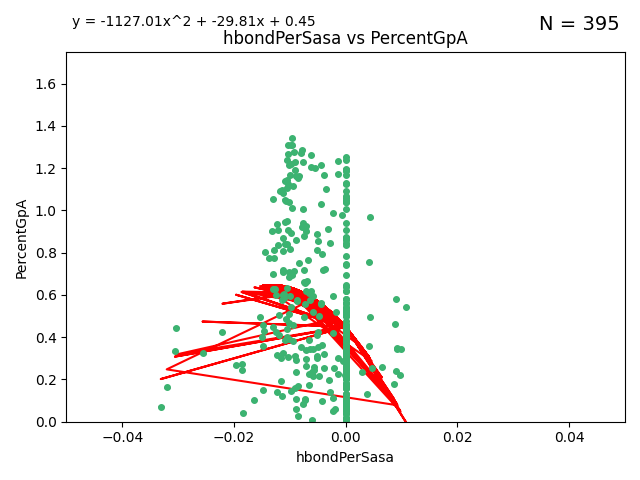 y = -1127.01x^2 + -29.81x + 0.45
N = 395
hbondPerSasa vs PercentGpA
PercentGpA
1.6
1.4
1.2
1.0
0.8
0.6
0.4
0.2
0.0
−0.04
−0.02
0.00
0.02
0.04
hbondPerSasa